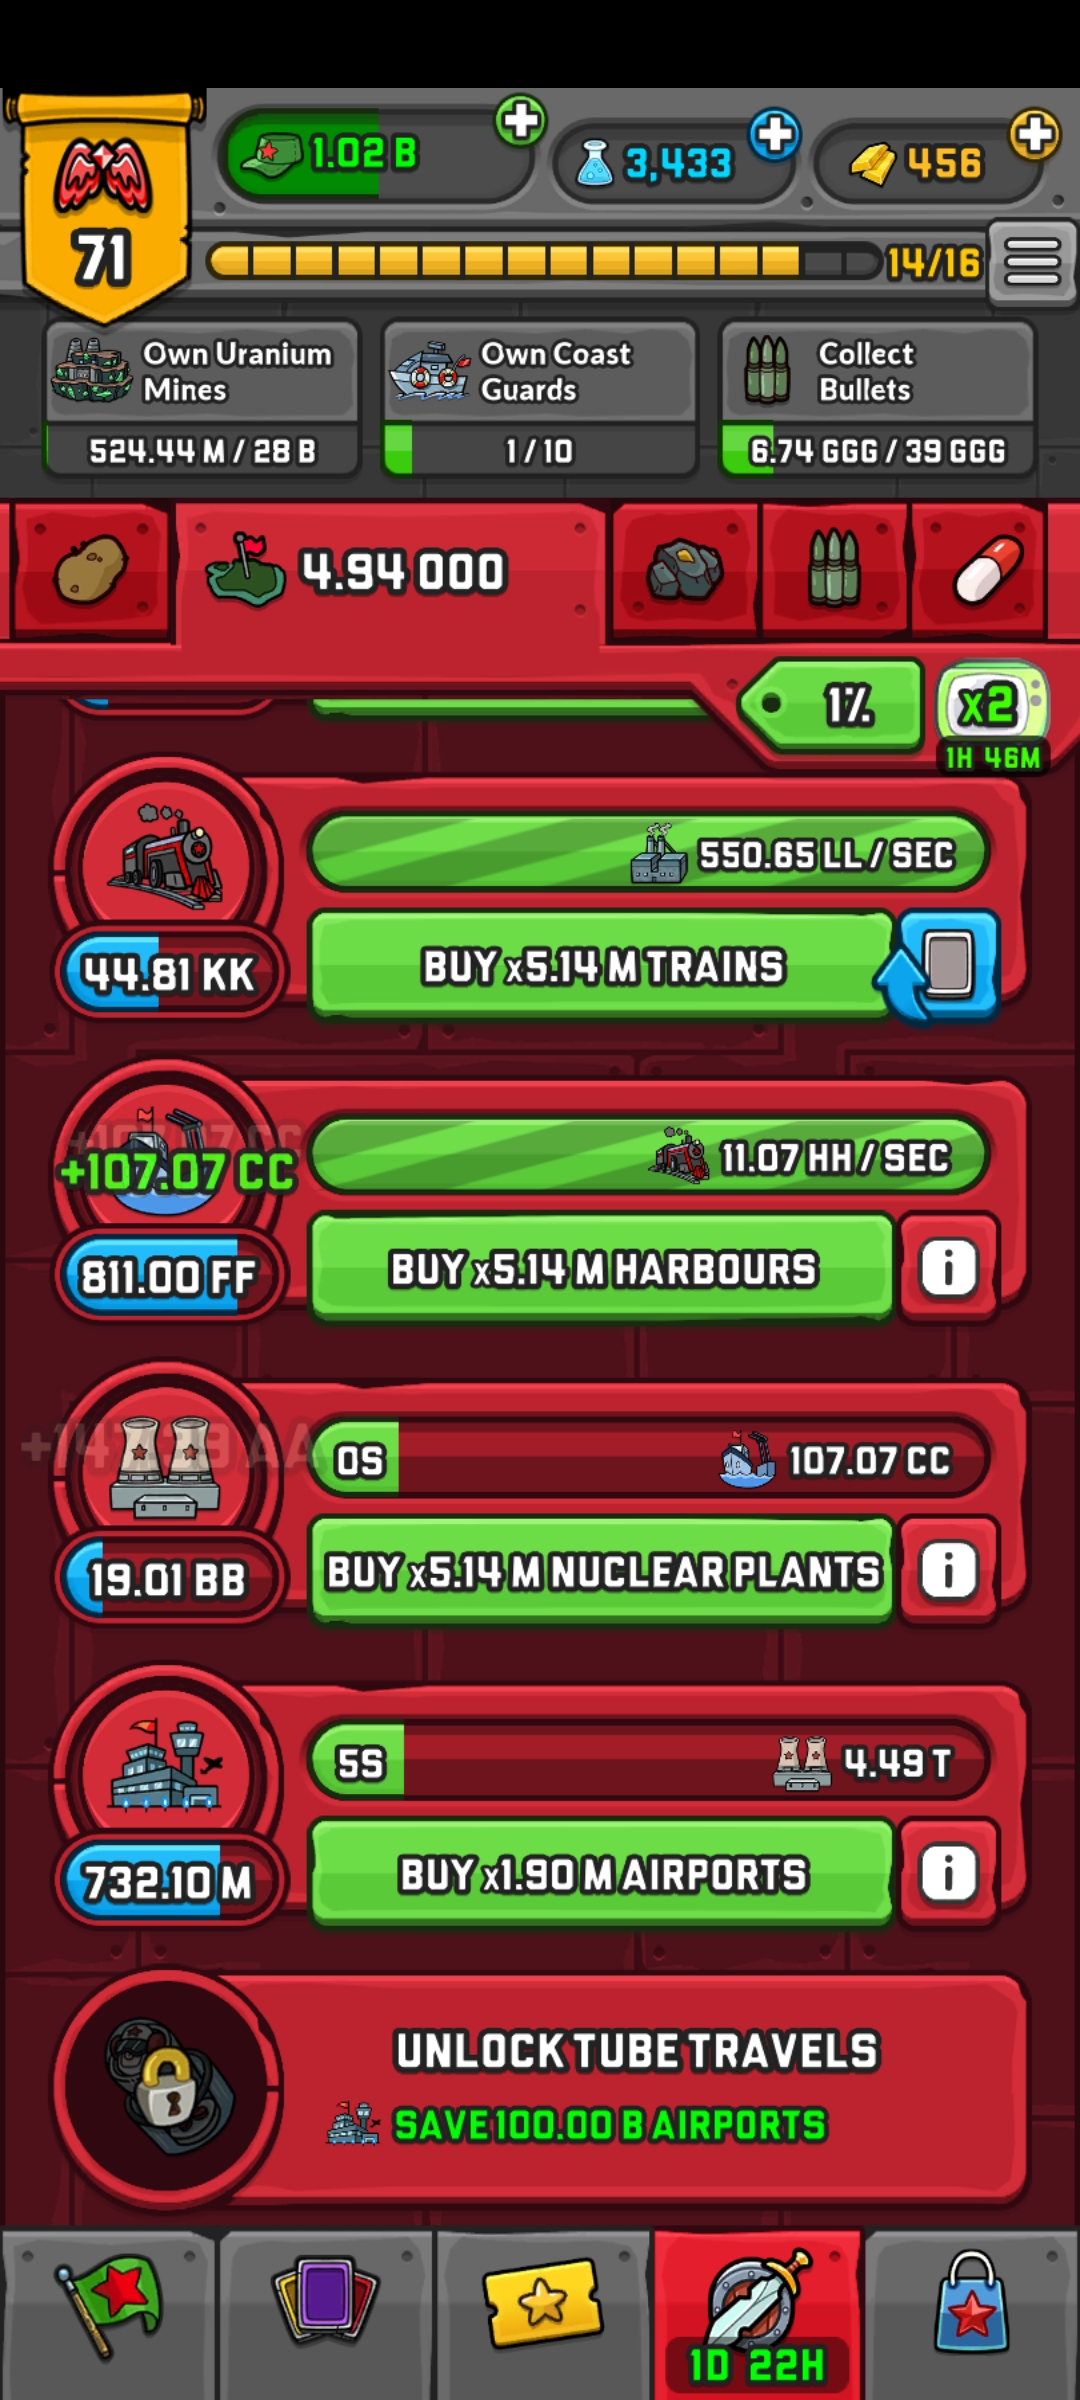 1.02 B
3,433
456
71
14/16
Own Uranium
Mines
524.44 M / 28 B
Own Coast
Guards
1 / 10
Collect
Bullets
6.74 GGG / 39 GGG
4.94 OOO
1%
x2
1H 46M
550.65 LL / SEC
BUY x5.14 M TRAINS
44.81 KK
+107.07 CC
+107.07 CC
11.07 HH / SEC
BUY x5.14 M HARBOURS
811.00 FF
i
0S
107.07 CC
BUY x5.14 M NUCLEAR PLANTS
19.01 BB
i
5S
4.49 T
BUY x1.90 M AIRPORTS
732.10 M
i
UNLOCK TUBE TRAVELS
SAVE 100.00 B AIRPORTS
1D 22H